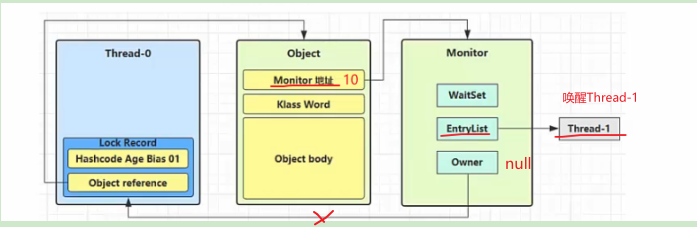 Thread-0
Lock Record
Hashcode Age Bias 01
Object reference
Object
Monitor 地址 10
Klass Word
Object body
Monitor
WaitSet
EntryList
Owner
null
唤醒Thread-1
Thread-1